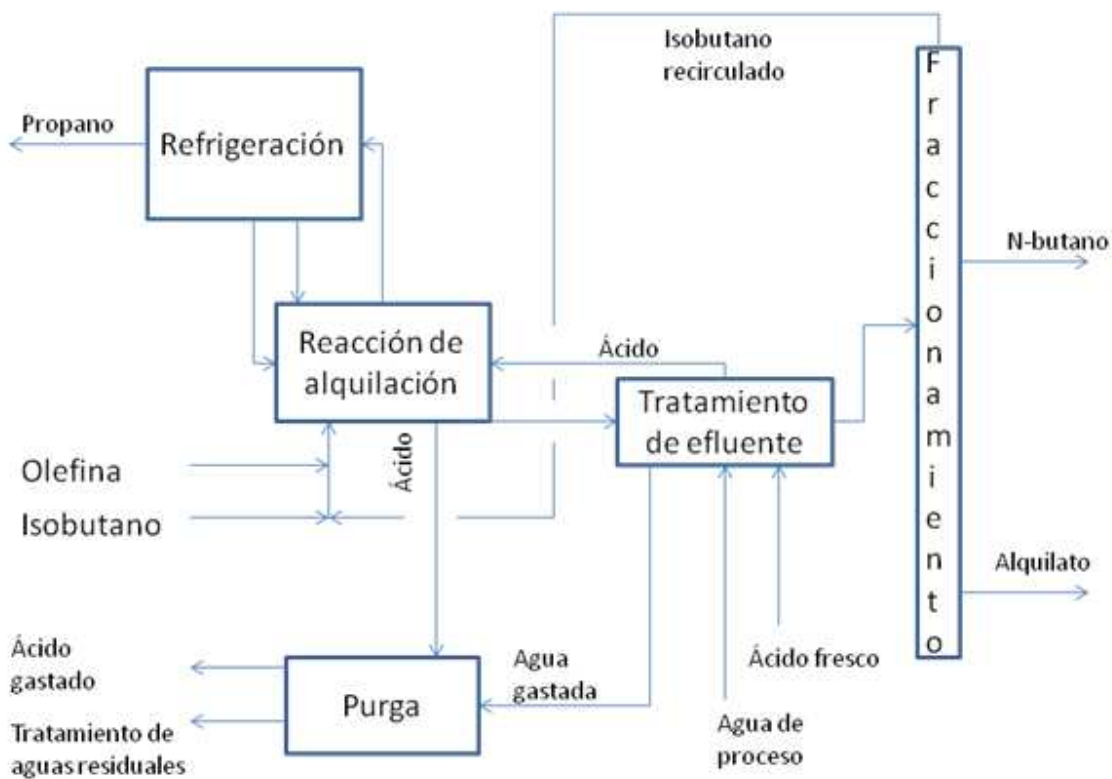 Isobutano
recirculado
Propano
Refrigeración
Fraccionamiento
N-butano
Reacción de
alquilación
Ácido
Tratamiento
de efluente
Ácido
Olefina
Isobutano
Alquilato
Ácido
gastado
Purga
Agua
gastada
Ácido fresco
Tratamiento de
aguas residuales
Agua de
proceso